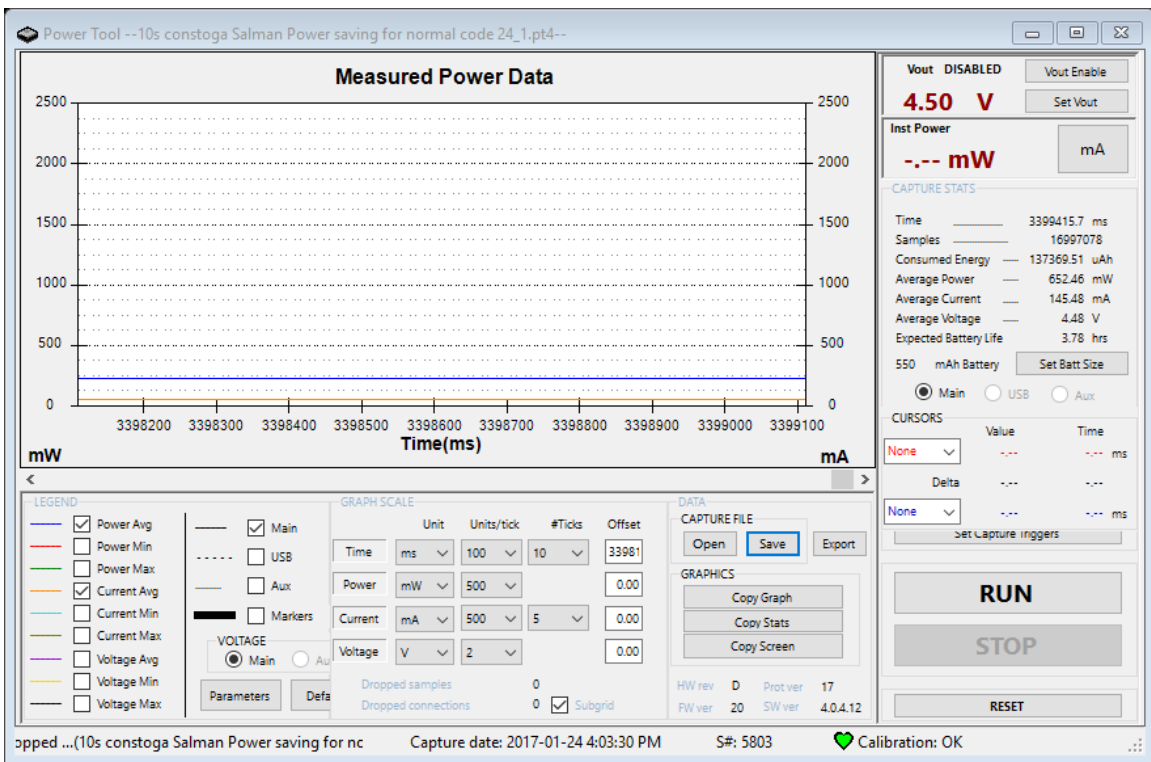 Power Tool --10s constoga Salman Power saving for normal code 24_1.pt4--
Measured Power Data
2500 2500
2000 2000
1500 1500
1000 1000
500 500
0 0
3398200 3398300 3398400 3398500 3398600 3398700 3398800 3398900 3399000 3399100
mW Time(ms) mA
Vout DISABLED Vout Enable
4.50 V Set Vout
Inst Power
-.-- mW mA
CAPTURE STATS
Time 3399415.7 ms
Samples 16997078
Consumed Energy 137369.51 uAh
Average Power 652.46 mW
Average Current 145.48 mA
Average Voltage 4.48 V
Expected Battery Life 3.78 hrs
550 mAh Battery Set Batt Size
Main USB Aux
CURSORS
Value Time
None -.-- -.-- ms
Delta -.-- -.--
None -.-- -.-- ms
Set Capture Triggers
RUN
STOP
RESET
LEGEND
Power Avg
Power Min
Power Max
Current Avg
Current Min
Current Max
Voltage Avg
Voltage Min
Voltage Max
Main
USB
Aux
Markers
VOLTAGE
Main Au
Parameters Defa
GRAPH SCALE
Unit Units/tick #Ticks Offset
Time ms 100 10 33981
Power mW 500 0.00
Current mA 500 5 0.00
Voltage V 2 0.00
Dropped samples 0
Dropped connections 0 Subgrid
DATA
CAPTURE FILE
Open Save Export
GRAPHICS
Copy Graph
Copy Stats
Copy Screen
HW rev D Prot ver 17
FW ver 20 SW ver 4.0.4.12
opped ...(10s constoga Salman Power saving for nc Capture date: 2017-01-24 4:03:30 PM S#: 5803 Calibration: OK